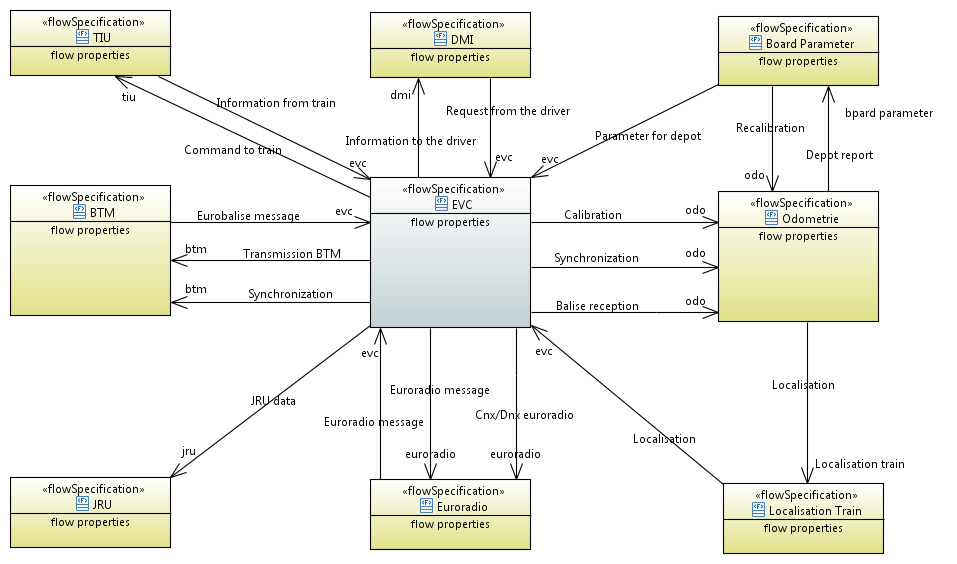 «flowSpecification»
TIU
flow properties
«flowSpecification»
DMI
flow properties
«flowSpecification»
Board Parameter
flow properties
tiu
Information from train
Command to train
evc
dmi
Request from the driver
Information to the driver
evc
evc
Parameter for depot
Recalibration
bpard parameter
Depot report
odo
«flowSpecification»
BTM
flow properties
Eurobalise message
evc
btm
Transmission BTM
btm
Synchronization
«flowSpecification»
EVC
flow properties
Calibration
odo
Synchronization
odo
Balise reception
odo
«flowSpecification»
Odometrie
flow properties
JRU data
jru
evc
Euroradio message
Euroradio message
euroradio
Cnx/Dnx euroradio
euroradio
evc
Localisation
Localisation
Localisation train
«flowSpecification»
JRU
flow properties
«flowSpecification»
Euroradio
flow properties
«flowSpecification»
Localisation Train
flow properties